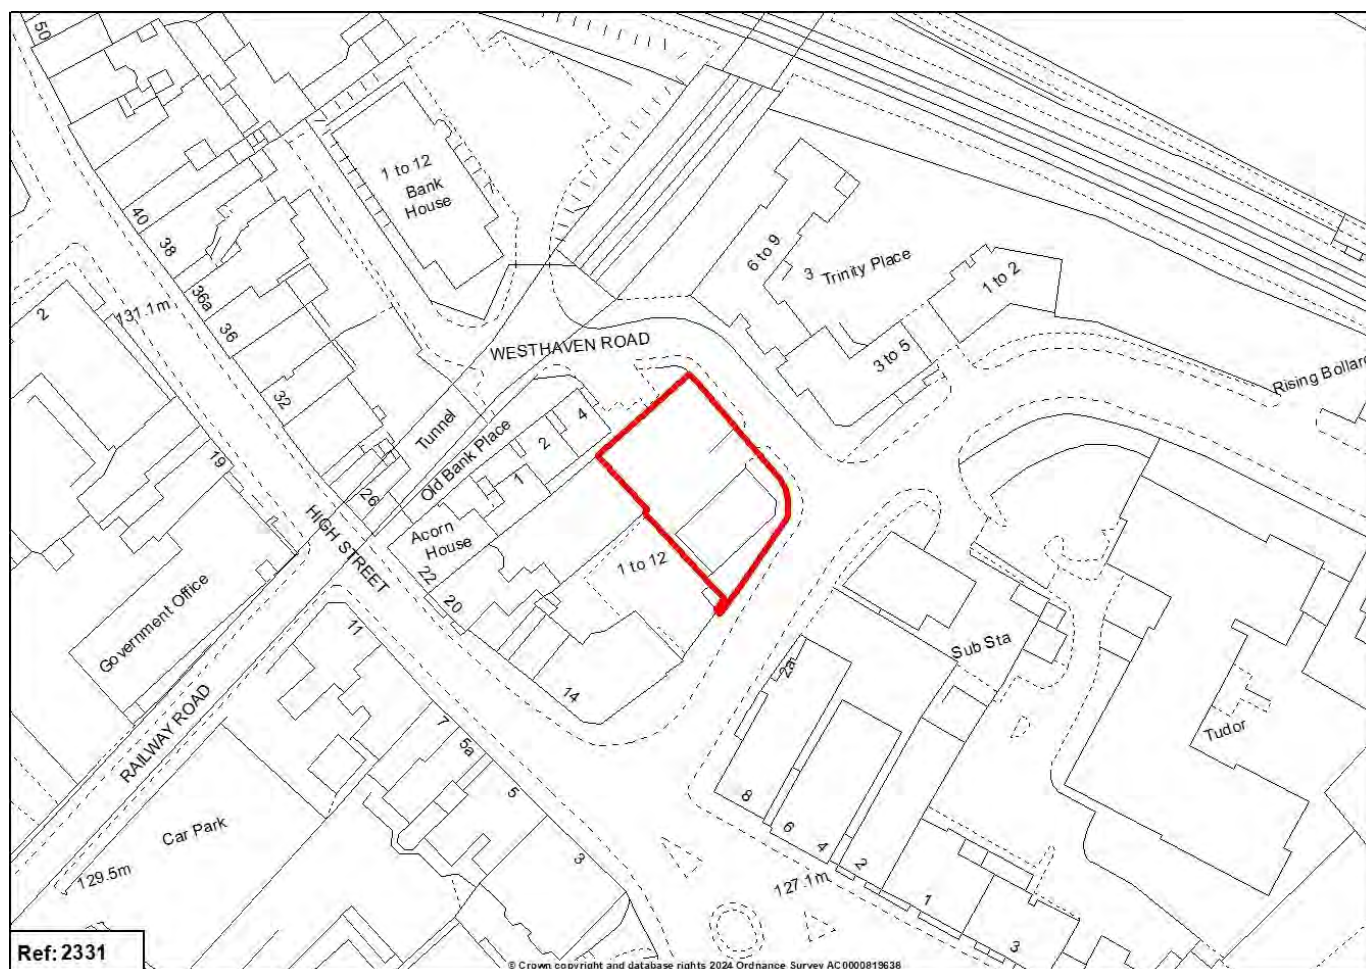 50
1 to 12
Bank
House
40
38
36a
131.1m
36
32
2
WESTHAVEN ROAD
6 to 9
3
Trinity Place
1 to 2
3 to 5
Rising Bollard
Tunnel
Old Bank Place
4
2
1
26
19
HIGH STREET
Acorn
House
22
20
1 to 12
Government Office
RAILWAY ROAD
11
14
2a
Sub Sta
Tudor
7
5a
5
3
Car Park
129.5m
8
6
4
2
1
3
127.1m
Ref: 2331
© Crown copyright and database rights 2024 Ordnance Survey AC0000819638